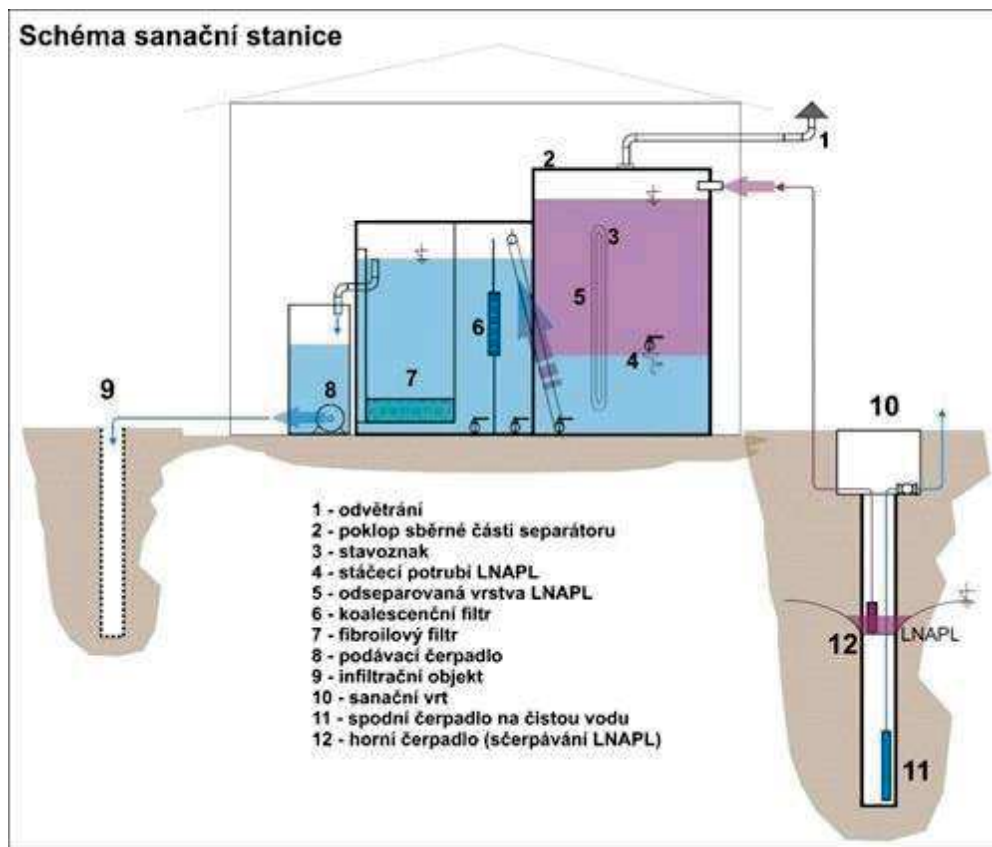 Schéma sanační stanice
1
2
3
5
4
6
7
8
9
10
1 - odvětrání
2 - poklop sběrné části separátoru
3 - stavoznak
4 - stáčecí potrubí LNAPL
5 - odseparovaná vrstva LNAPL
6 - koalescenční filtr
7 - fibroilový filtr
8 - podávací čerpadlo
9 - infiltrační objekt
10 - sanační vrt
11 - spodní čerpadlo na čistou vodu
12 - horní čerpadlo (sčerpávání LNAPL)
12
LNAPL
11